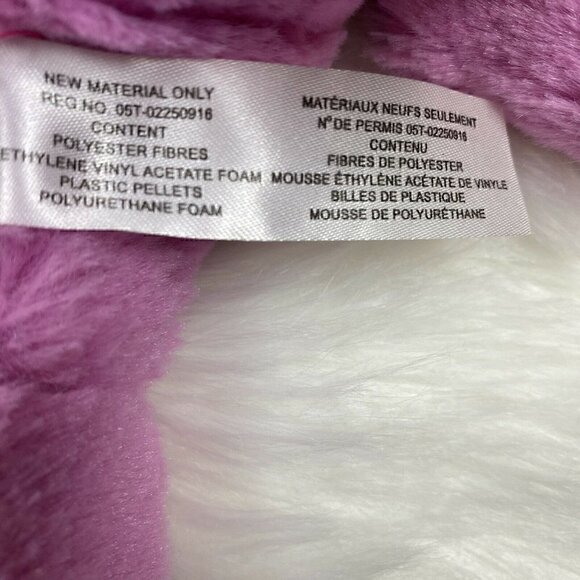 NEW MATERIAL ONLY
REG.NO. 05T-02250916
CONTENT
POLYESTER FIBRES
ETHYLENE VINYL ACETATE FOAM
PLASTIC PELLETS
POLYURETHANE FOAM
MATÉRIAUX NEUFS SEULEMENT
Nº DE PERMIS 05T-02250916
CONTENU
FIBRES DE POLYESTER
MOUSSE ÉTHYLÈNE ACÉTATE DE VINYLE
BILLES DE PLASTIQUE
MOUSSE DE POLYURÉTHANE